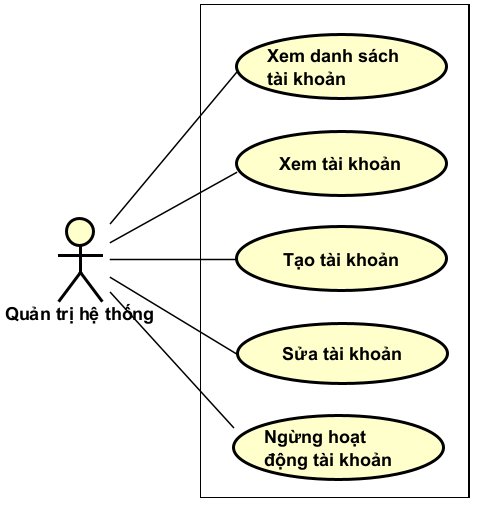 Xem danh sách
tài khoản
Xem tài khoản
Tạo tài khoản
Quản trị hệ thống
Sửa tài khoản
Ngừng hoạt
động tài khoản